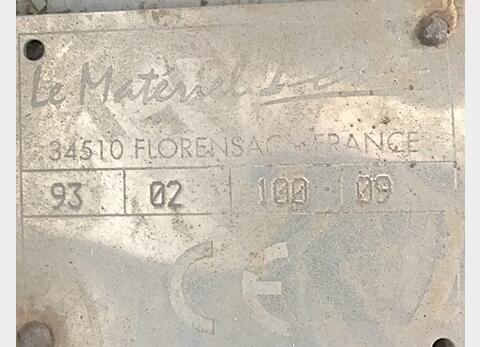 Le Matériel
34510 FLORENSAC - FRANCE
93 02 100 09
CE